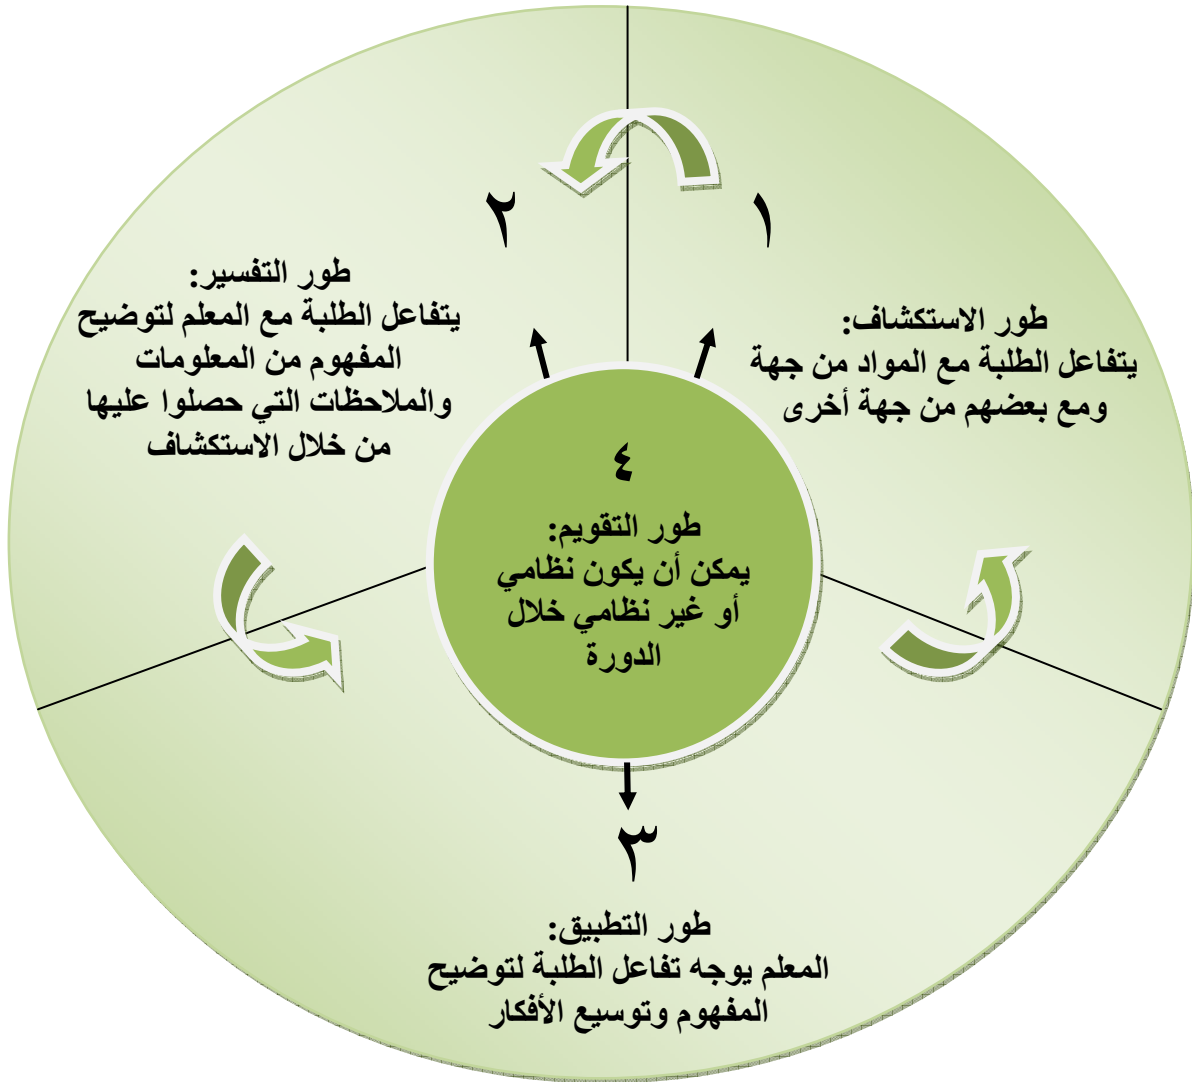 ١
طور الاستكشاف:
يتفاعل الطلبة مع المواد من جهة
ومع بعضهم من جهة أخرى
٢
طور التفسير:
يتفاعل الطلبة مع المعلم لتوضيح
المفهوم من المعلومات
والملاحظات التي حصلوا عليها
من خلال الاستكشاف
٣
طور التطبيق:
المعلم يوجه تفاعل الطلبة لتوضيح
المفهوم وتوسيع الأفكار
٤
طور التقويم:
يمكن أن يكون نظامي
أو غير نظامي خلال
الدورة